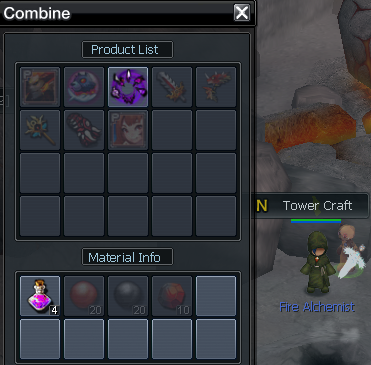 Combine
Product List
P
P
P
N Tower Craft
Material Info
4
20
20
10
Fire Alchemist